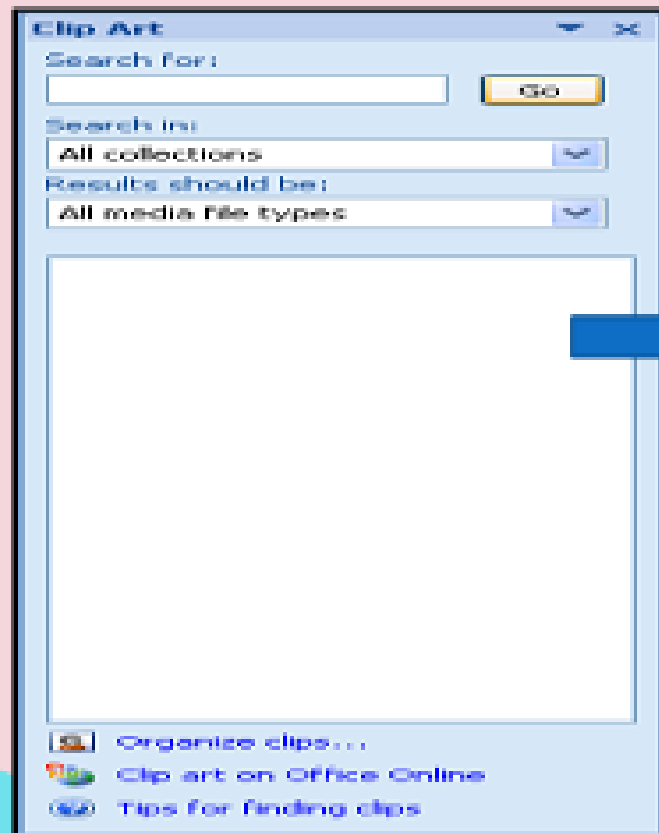 Clip Art
Search for:
Go
Search in:
All collections
Results should be:
All media file types
Organize clips...
Clip art on Office Online
Tips for finding clips